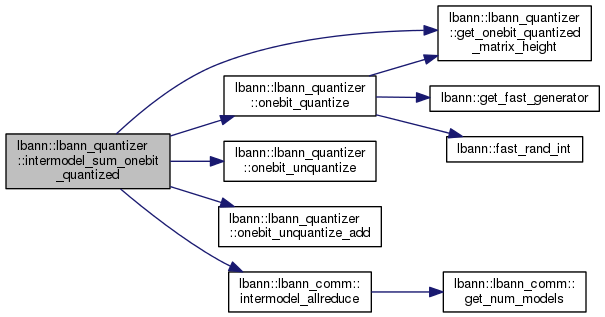 lbann::lbann_quantizer
::intermodel_sum_onebit
_quantized
lbann::lbann_quantizer
::get_onebit_quantized
_matrix_height
lbann::lbann_quantizer
::onebit_quantize
lbann::get_fast_generator
lbann::fast_rand_int
lbann::lbann_quantizer
::onebit_unquantize
lbann::lbann_quantizer
::onebit_unquantize_add
lbann::lbann_comm::
intermodel_allreduce
lbann::lbann_comm::
get_num_models